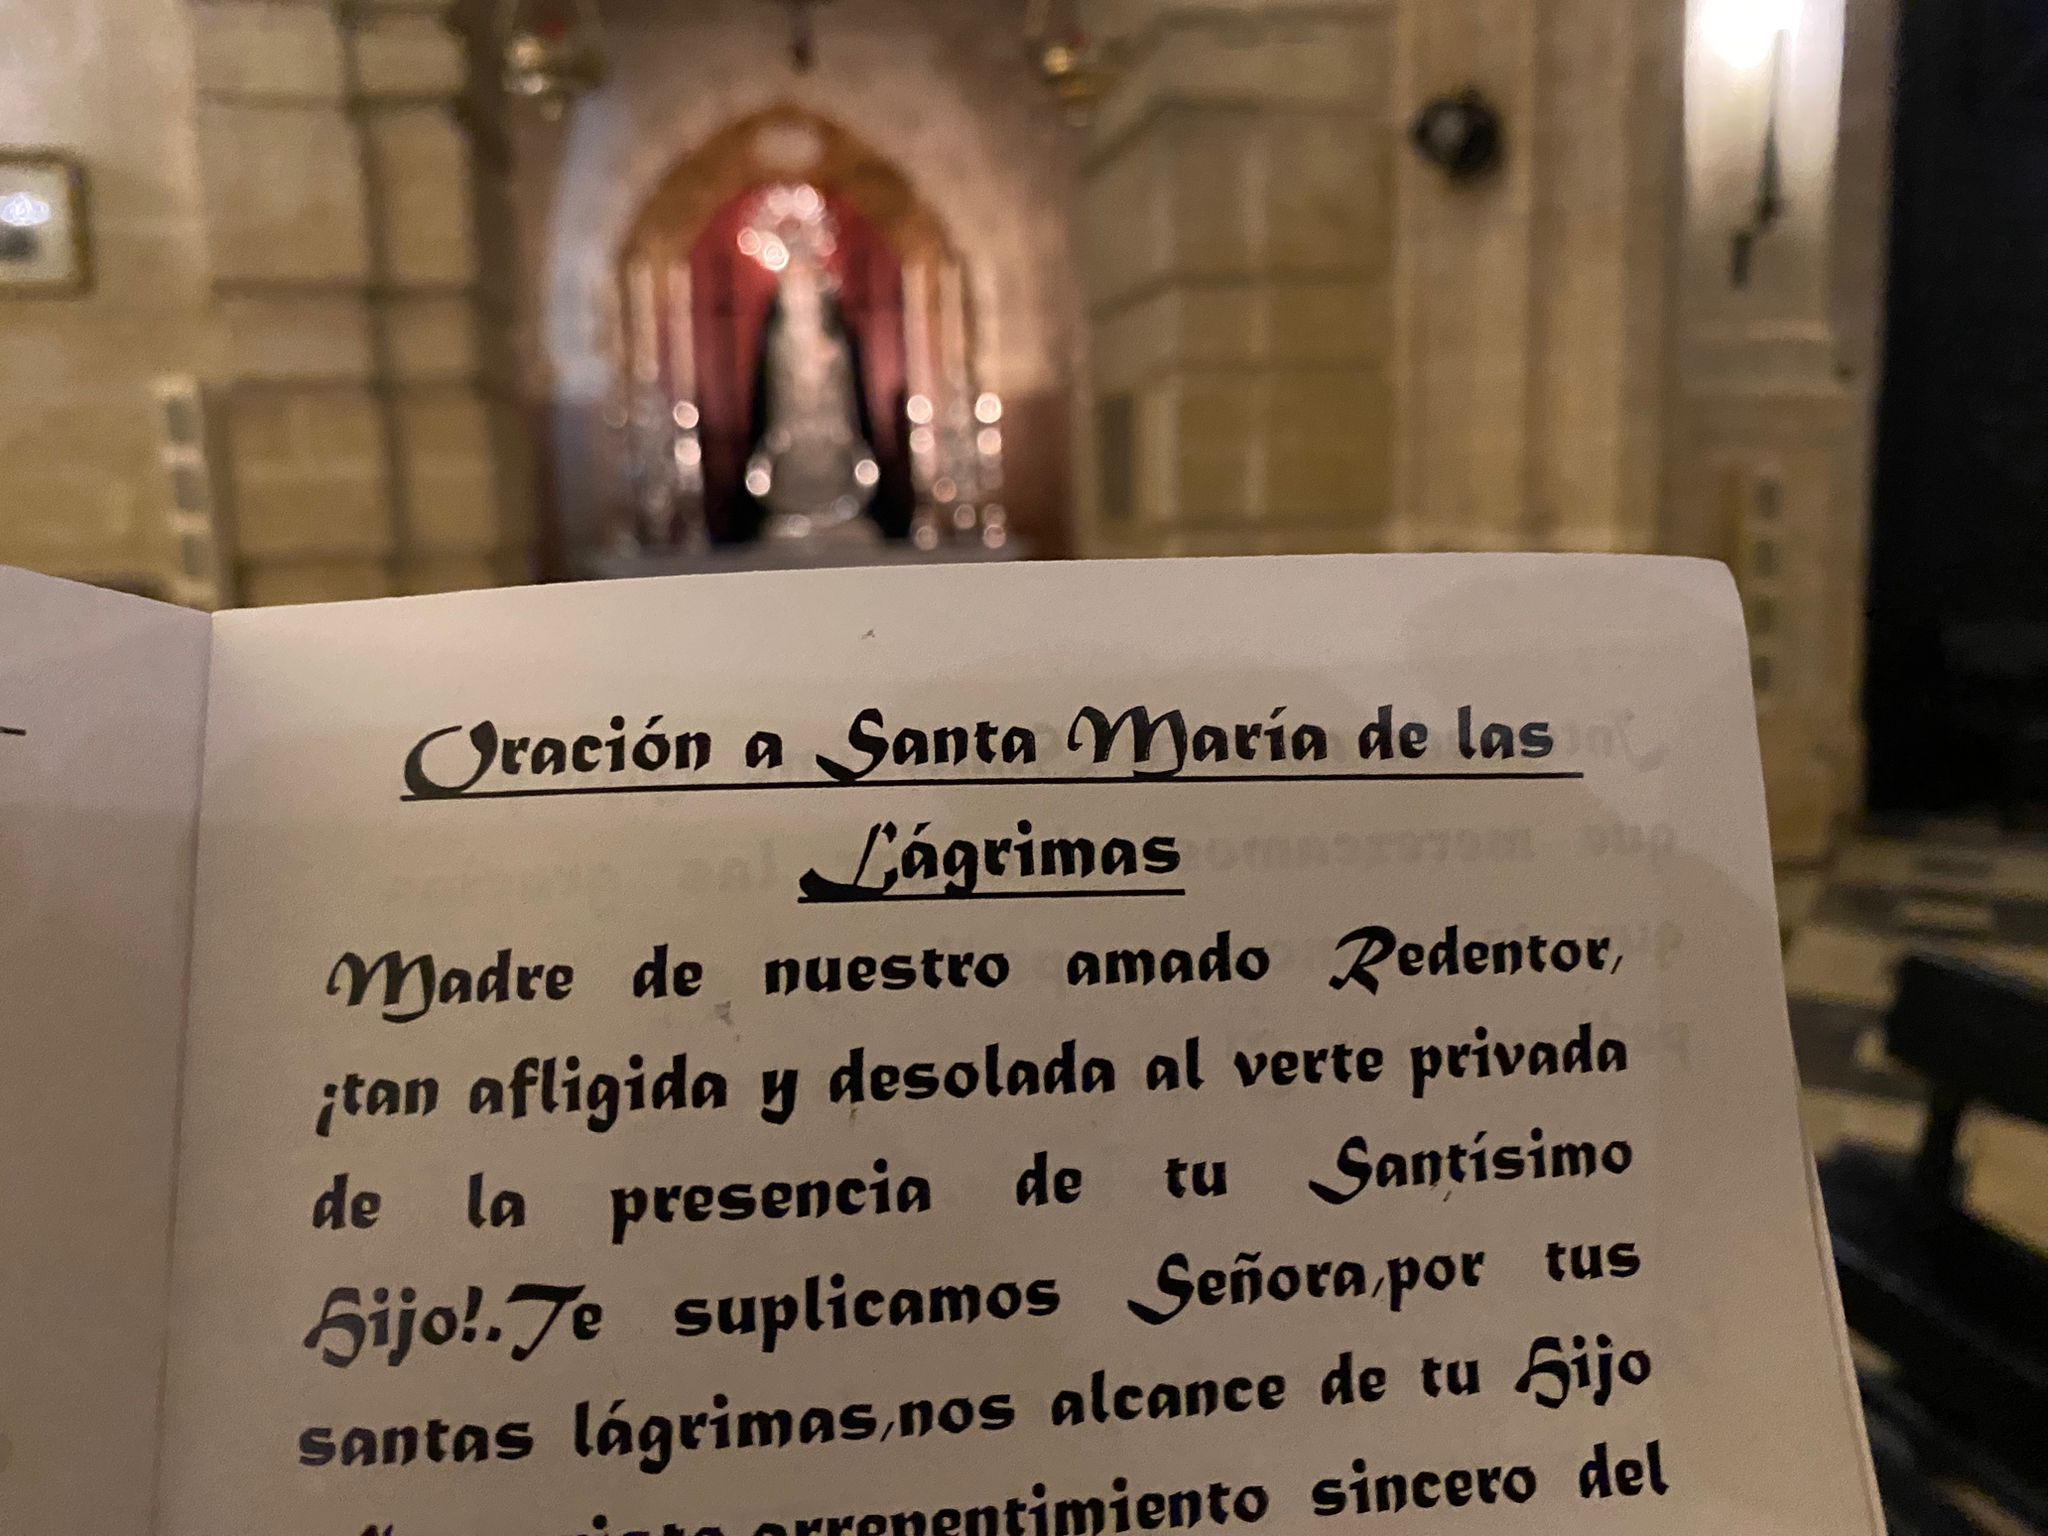 Oración a Santa María de las
Lágrimas
Madre de nuestro amado Redentor,
¡tan afligida y desolada al verte privada
de la presencia de tu Santísimo
Hijo!.Te suplicamos Señora,por tus
santas lágrimas,nos alcance de tu Hijo
arrepentimiento sincero del